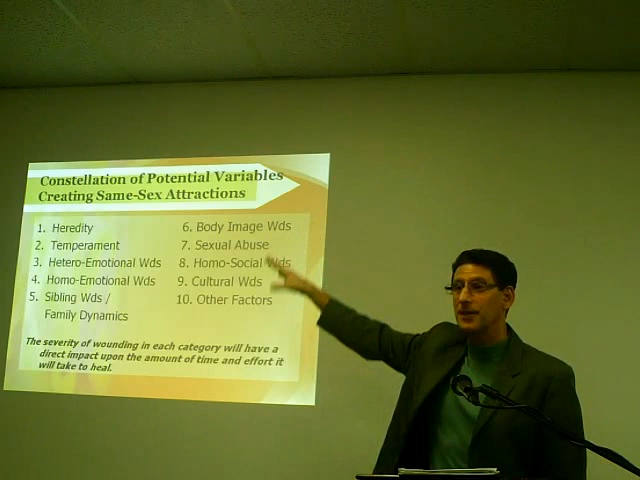 Constellation of Potential Variables
Creating Same-Sex Attractions
1. Heredity
2. Temperament
3. Hetero-Emotional Wds
4. Homo-Emotional Wds
5. Sibling Wds /
Family Dynamics
6. Body Image Wds
7. Sexual Abuse
8. Homo-Social Wds
9. Cultural Wds
10. Other Factors
The severity of wounding in each category will have a
direct impact upon the amount of time and effort it
will take to heal.